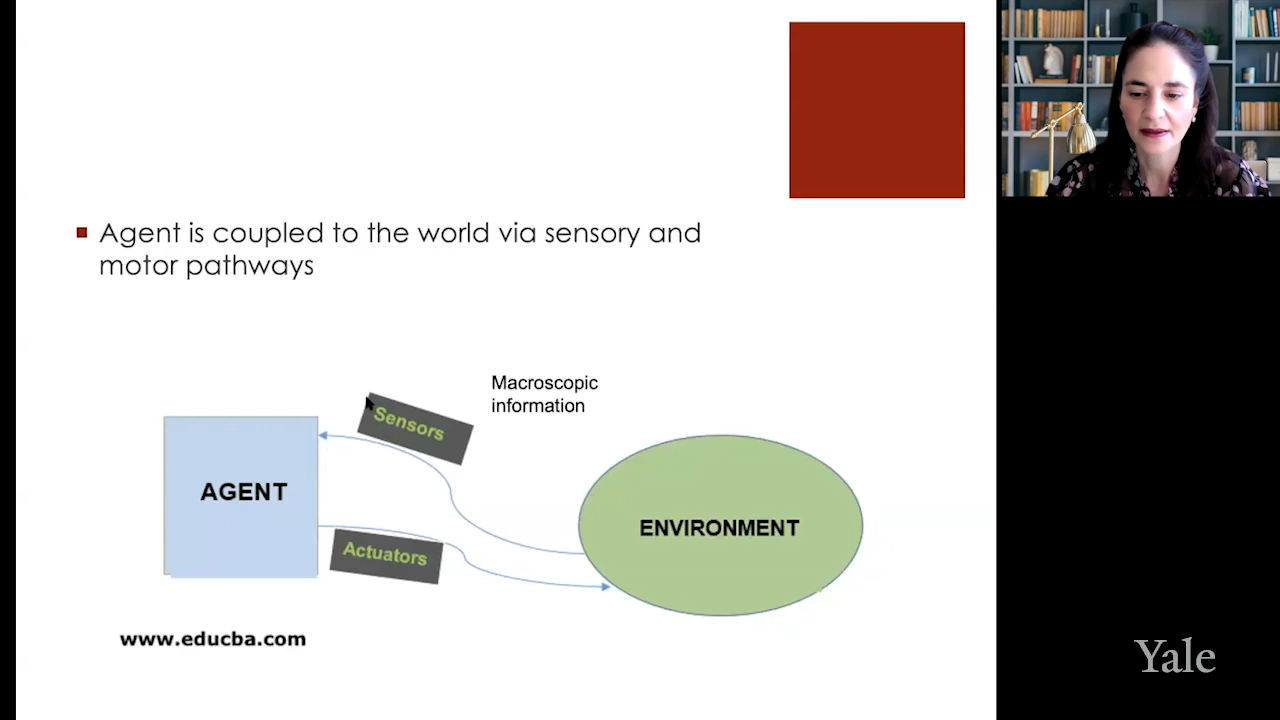 Agent is coupled to the world via sensory and
motor pathways
Macroscopic
information
Sensors
AGENT
ENVIRONMENT
Actuators
www.educba.com
Yale